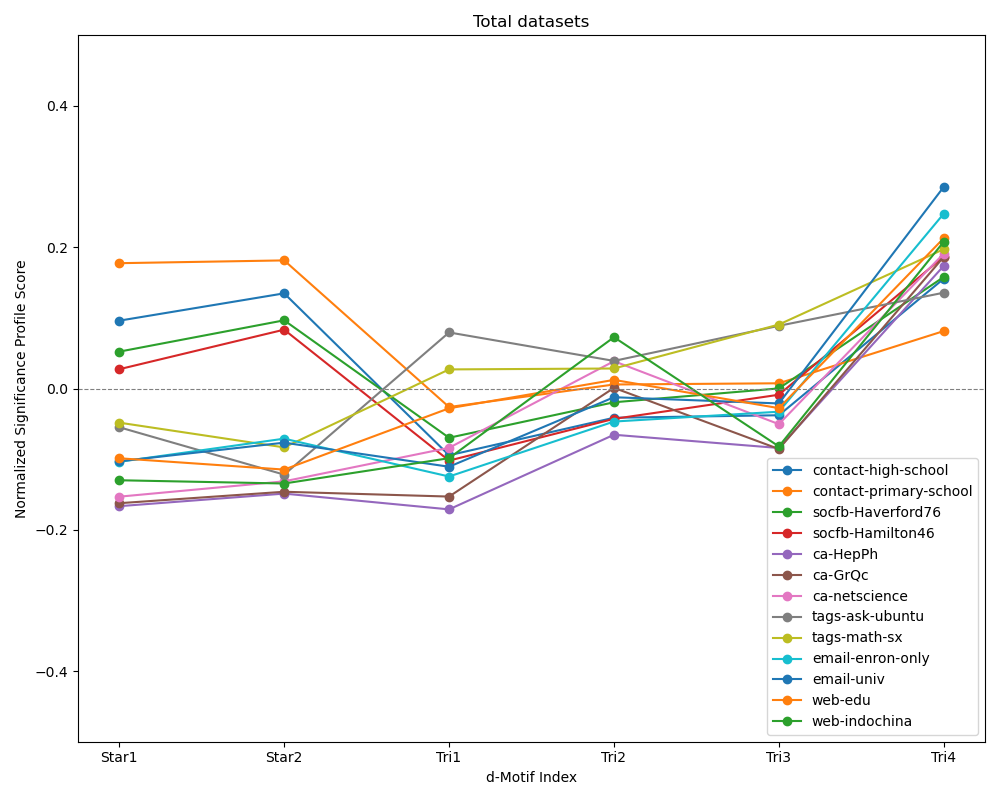 Total datasets
Normalized Significance Profile Score
0.4
0.2
0.0
−0.2
−0.4
contact-high-school
contact-primary-school
socfb-Haverford76
socfb-Hamilton46
ca-HepPh
ca-GrQc
ca-netscience
tags-ask-ubuntu
tags-math-sx
email-enron-only
email-univ
web-edu
web-indochina
Star1 Star2 Tri1 Tri2 Tri3 Tri4
d-Motif Index